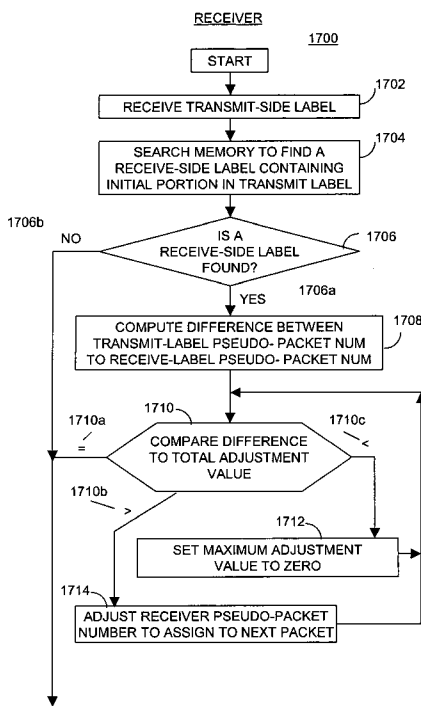 RECEIVER
1700
START
1702
RECEIVE TRANSMIT-SIDE LABEL
1704
SEARCH MEMORY TO FIND A
RECEIVE-SIDE LABEL CONTAINING
INITIAL PORTION IN TRANSMIT LABEL
1706b
NO
IS A
RECEIVE-SIDE LABEL
FOUND?
1706
YES
1706a
COMPUTE DIFFERENCE BETWEEN
TRANSMIT-LABEL PSEUDO- PACKET NUM
TO RECEIVE-LABEL PSEUDO- PACKET NUM
1708
1710a
=
1710
1710c
<
COMPARE DIFFERENCE
TO TOTAL ADJUSTMENT
VALUE
1710b
>
1712
SET MAXIMUM ADJUSTMENT
VALUE TO ZERO
1714
ADJUST RECEIVER PSEUDO-PACKET
NUMBER TO ASSIGN TO NEXT PACKET